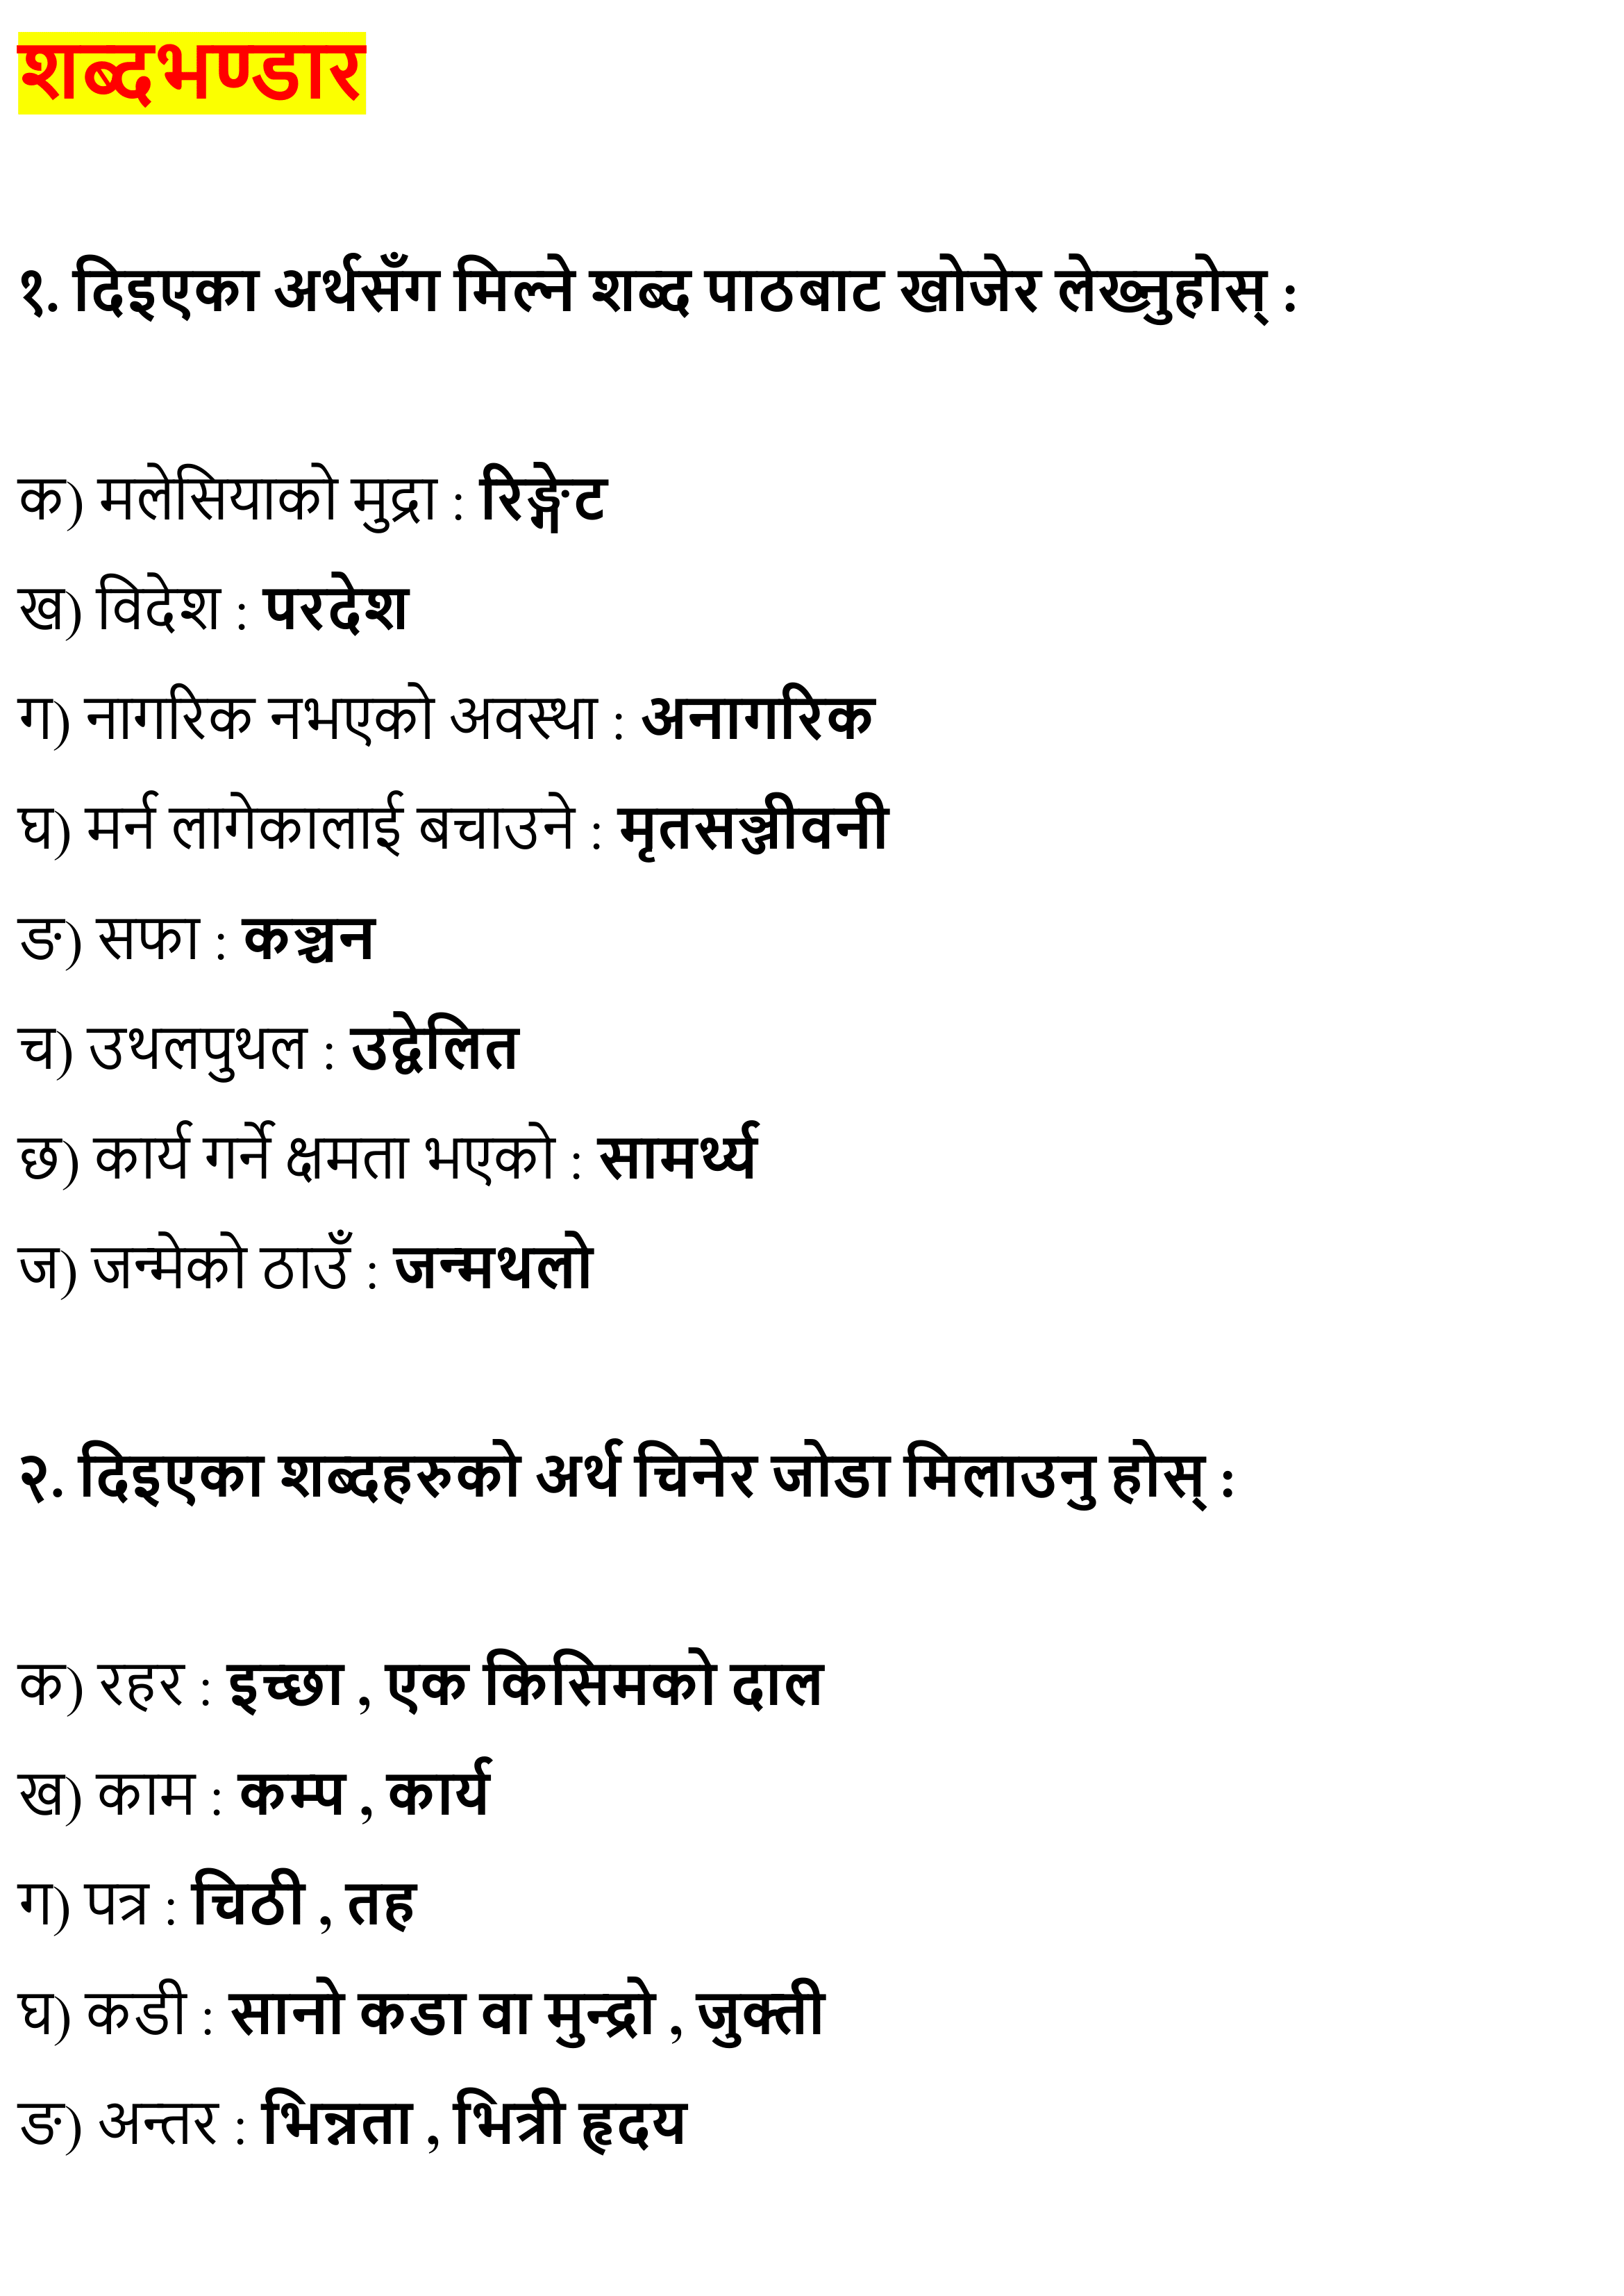 शब्दभण्डार
१. दिइएका अर्थसँग मिल्ने शब्द पाठबाट खोजेर लेख्नुहोस् :
क) मलेसियाको मुद्रा : रिङ्गेट
ख) विदेश : परदेश
ग) नागरिक नभएको अवस्था : अनागरिक
घ) मर्न लागेकालाई बचाउने : मृतसञ्जीवनी
ङ) सफा : कञ्चन
च) उथलपुथल : उद्वेलित
छ) कार्य गर्ने क्षमता भएको : सामर्थ्य
ज) जन्मेको ठाउँ : जन्मथलो
२. दिइएका शब्दहरुको अर्थ चिनेर जोडा मिलाउनु होस् :
क) रहर : इच्छा , एक किसिमको दाल
ख) काम : कम्प , कार्य
ग) पत्र : चिठी , तह
घ) कडी : सानो कडा वा मुन्द्रो , जुक्ती
ङ) अन्तर : भिन्नता , भित्री हृदय